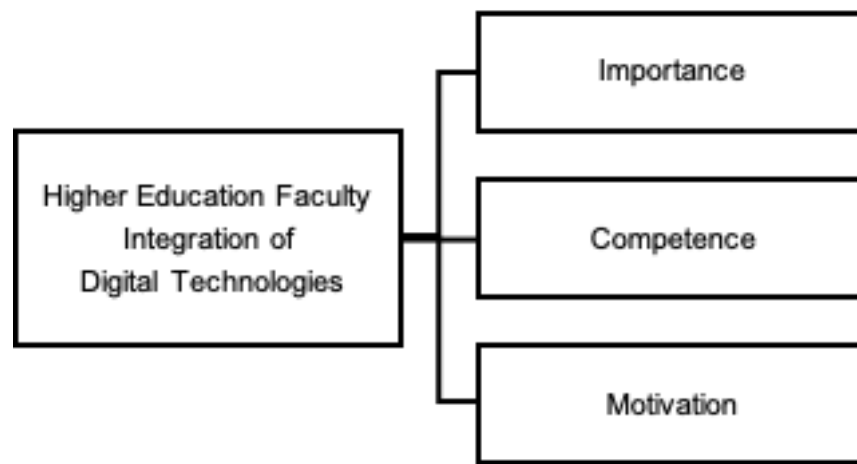 Importance
Higher Education Faculty
Integration of
Digital Technologies
Competence
Motivation